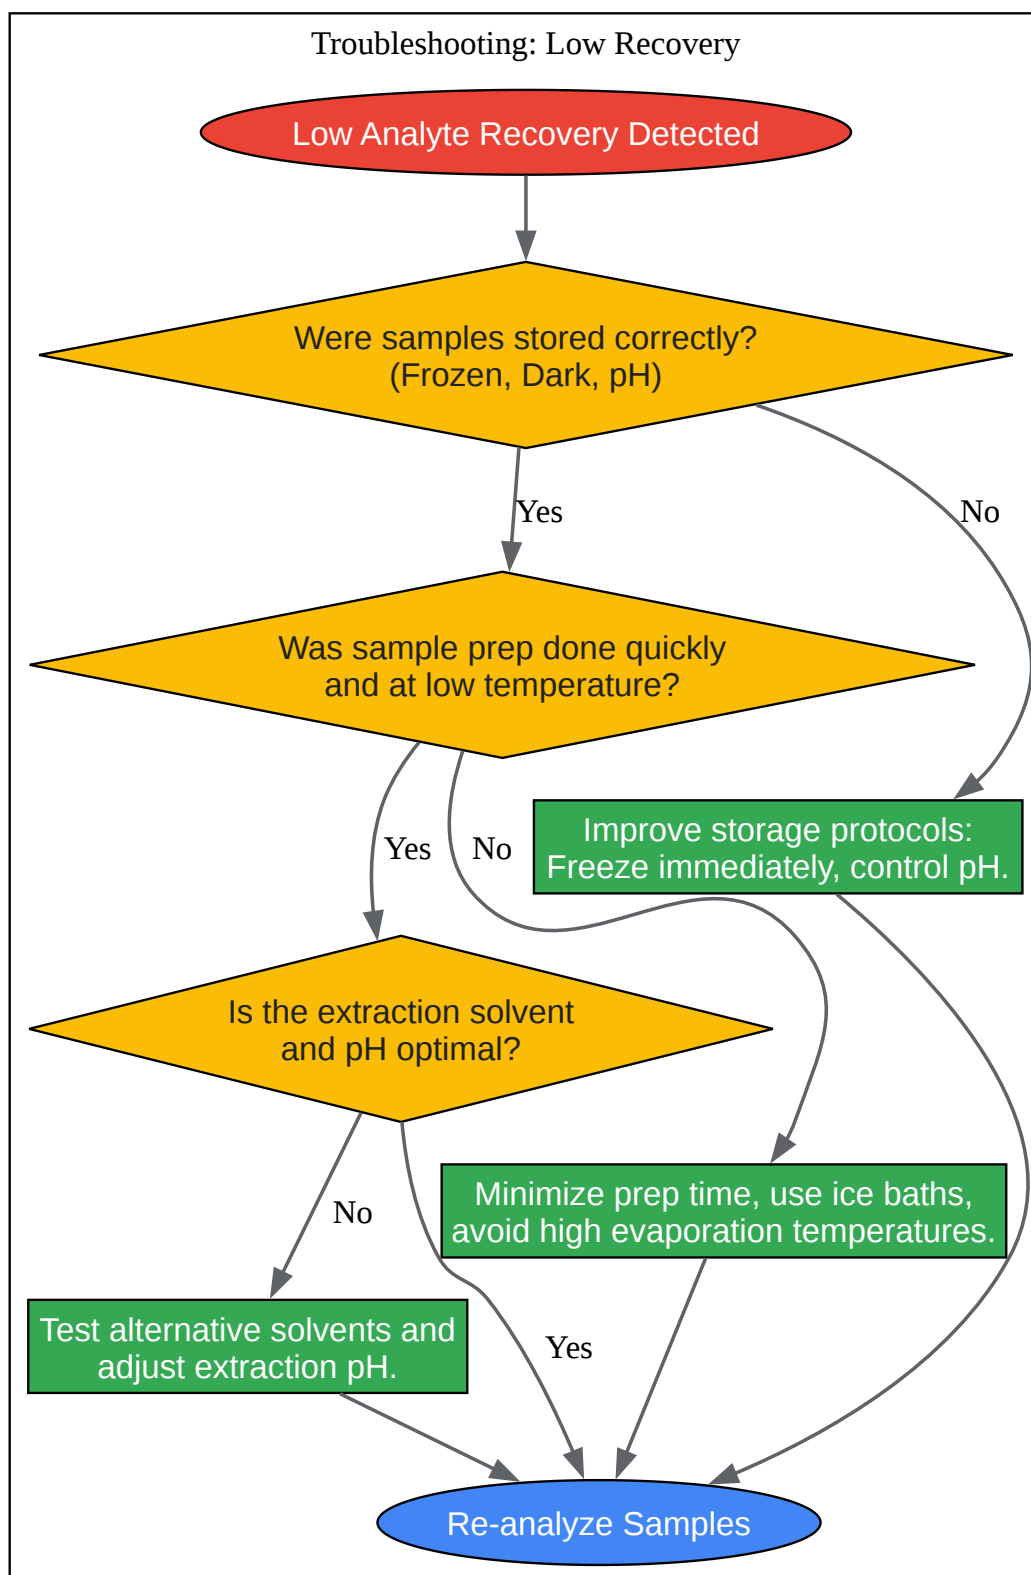 Troubleshooting: Low Recovery
Low Analyte Recovery Detected
Were samples stored correctly?
(Frozen, Dark, pH)
Yes
No
Was sample prep done quickly
and at low temperature?
Yes
No
Improve storage protocols:
Freeze immediately, control pH.
Is the extraction solvent
and pH optimal?
No
Minimize prep time, use ice baths,
avoid high evaporation temperatures.
Test alternative solvents and
adjust extraction pH.
Yes
Re-analyze Samples